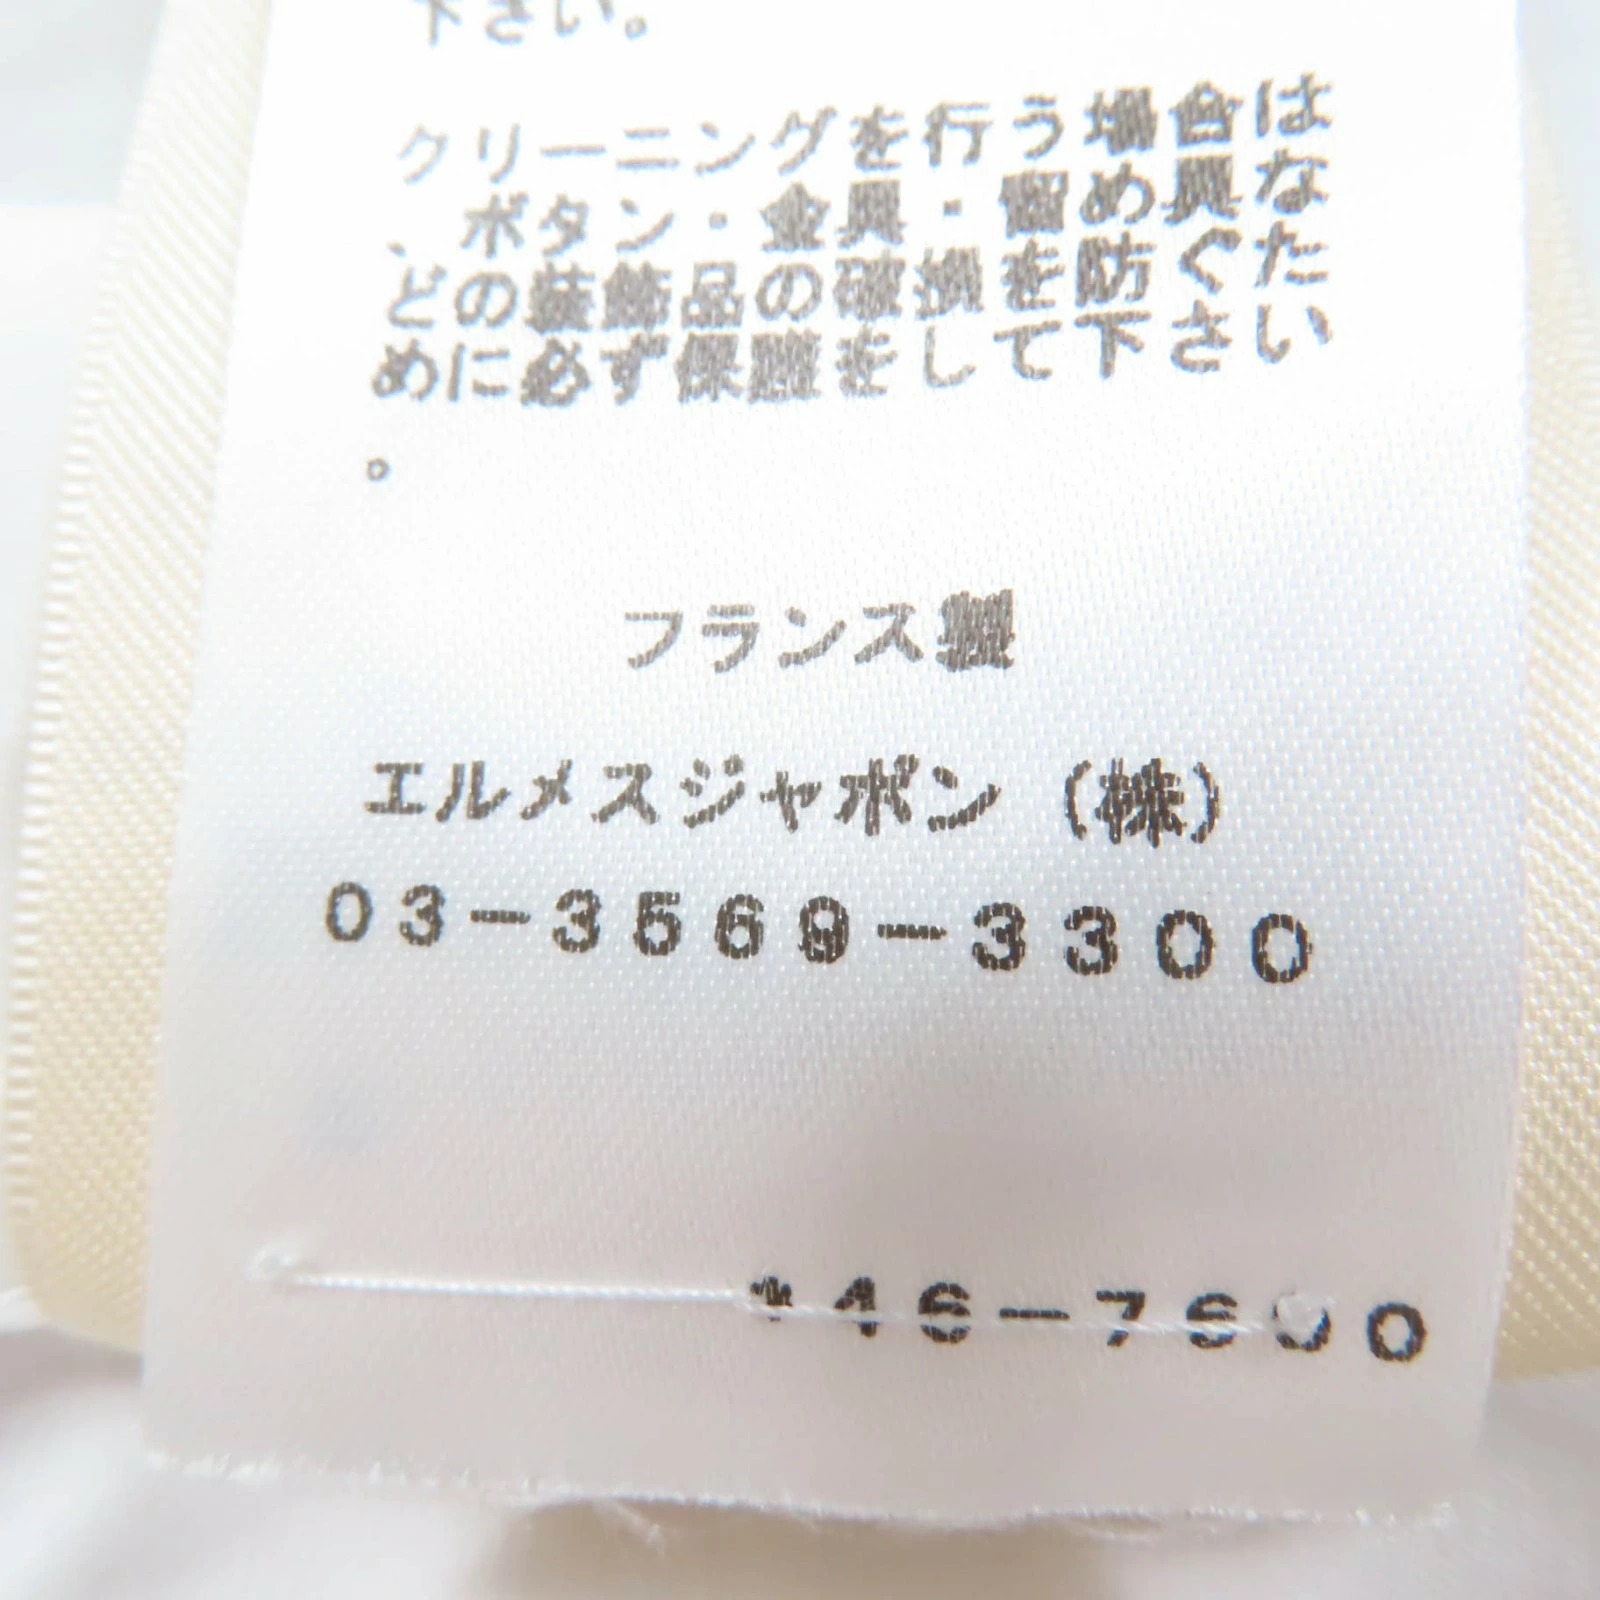 下さい。
クリーニングを行う場合は
、ボタン・金具・留め具な
どの装飾品の破損を防ぐた
めに必ず保護をして下さい
。
フランス製
エルメスジャポン (株)
03-3569-3300
146-7600